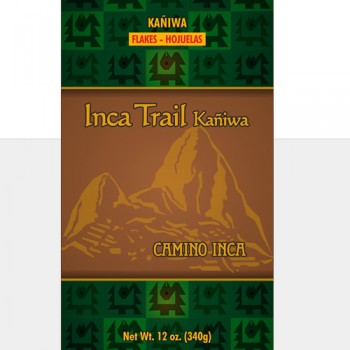 KAÑIWA
FLAKES - HOJUELAS
Inca Trail Kañiwa
CAMINO INCA
Net Wt. 12 oz. (340g)